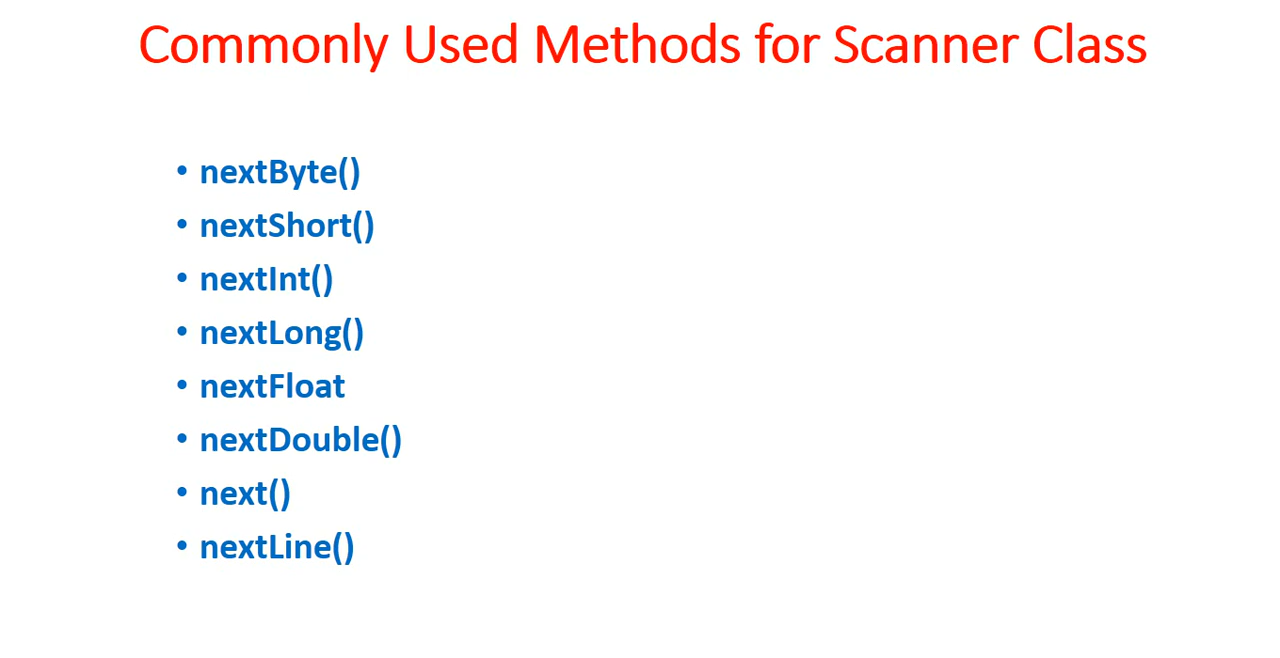 Commonly Used Methods for Scanner Class
• nextByte()
• nextShort()
• nextInt()
• nextLong()
• nextFloat
• nextDouble()
• next()
• nextLine()